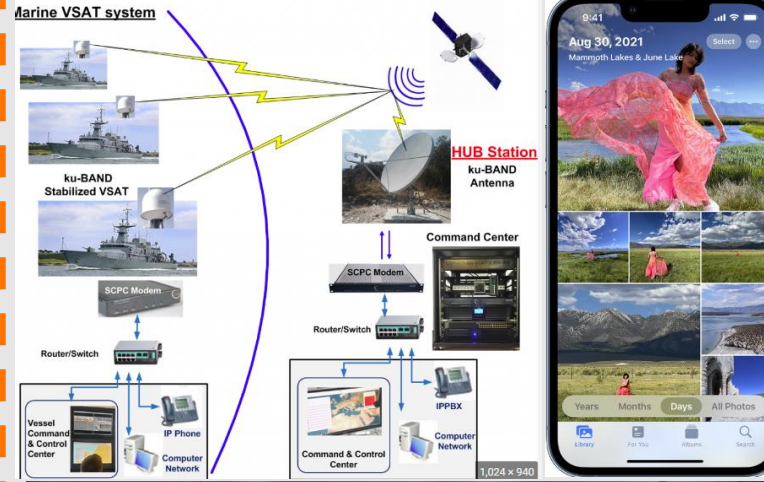 Marine VSAT system
ku-BAND
Stabilized VSAT
HUB Station
ku-BAND
Antenna
Command Center
SCPC Modem
SCPC Modem
Router/Switch
Router/Switch
Vessel
Command
& Control
Center
IP Phone
Computer
Network
Command & Control
Center
IPPBX
Computer
Network
1,024 × 940
9:41
Aug 30, 2021
Select
Mammoth Lakes & June Lake
Years
Months
Days
All Photos
Library
For You
Albums
Search